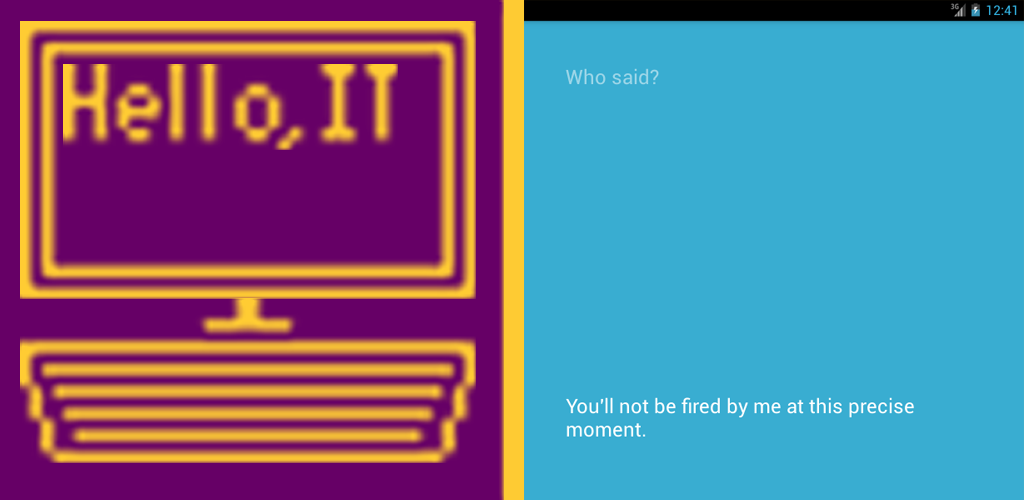 Hello,IT
3G 12:41
Who said?
You'll not be fired by me at this precise
moment.